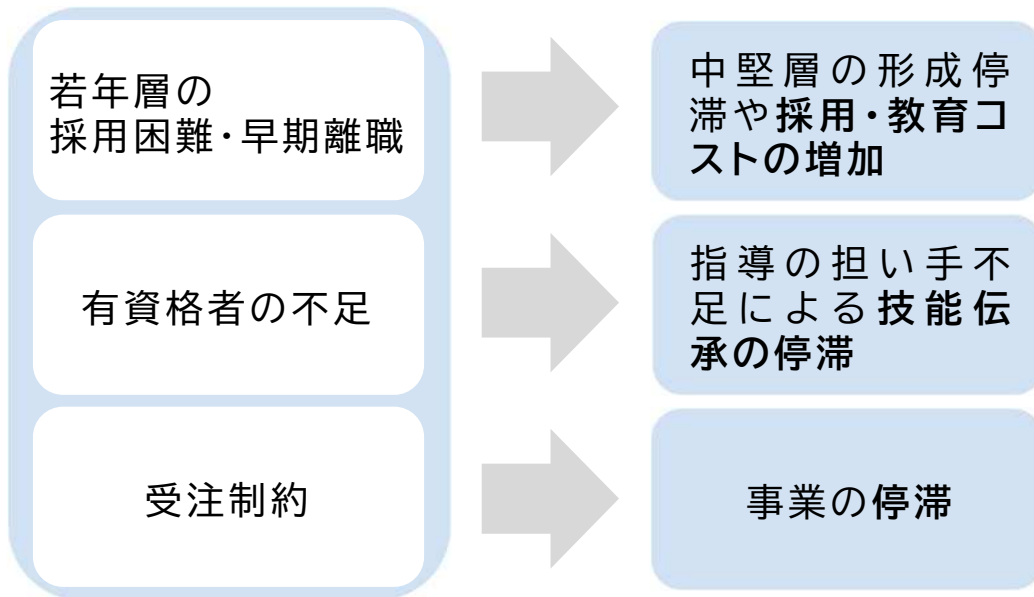 若年層の
採用困難・早期離職
中堅層の形成停
滞や採用・教育コ
ストの増加
有資格者の不足
指導の担い手不
足による技能伝
承の停滞
受注制約
事業の停滞